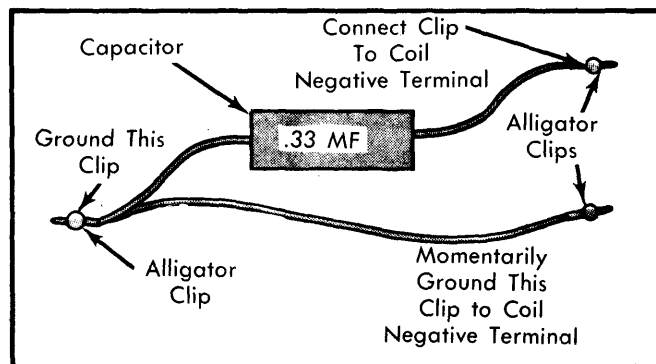 Connect Clip
To Coil
Negative Terminal
Capacitor
.33 MF
Ground This
Clip
Alligator
Clips
Alligator
Clip
Momentarily
Ground This
Clip to Coil
Negative Terminal